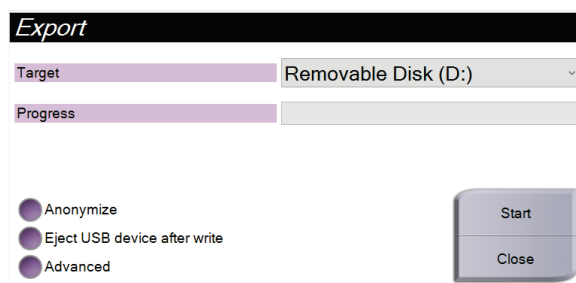 Export
Target
Removable Disk (D:)
Progress
Anonymize
Eject USB device after write
Advanced
Start
Close